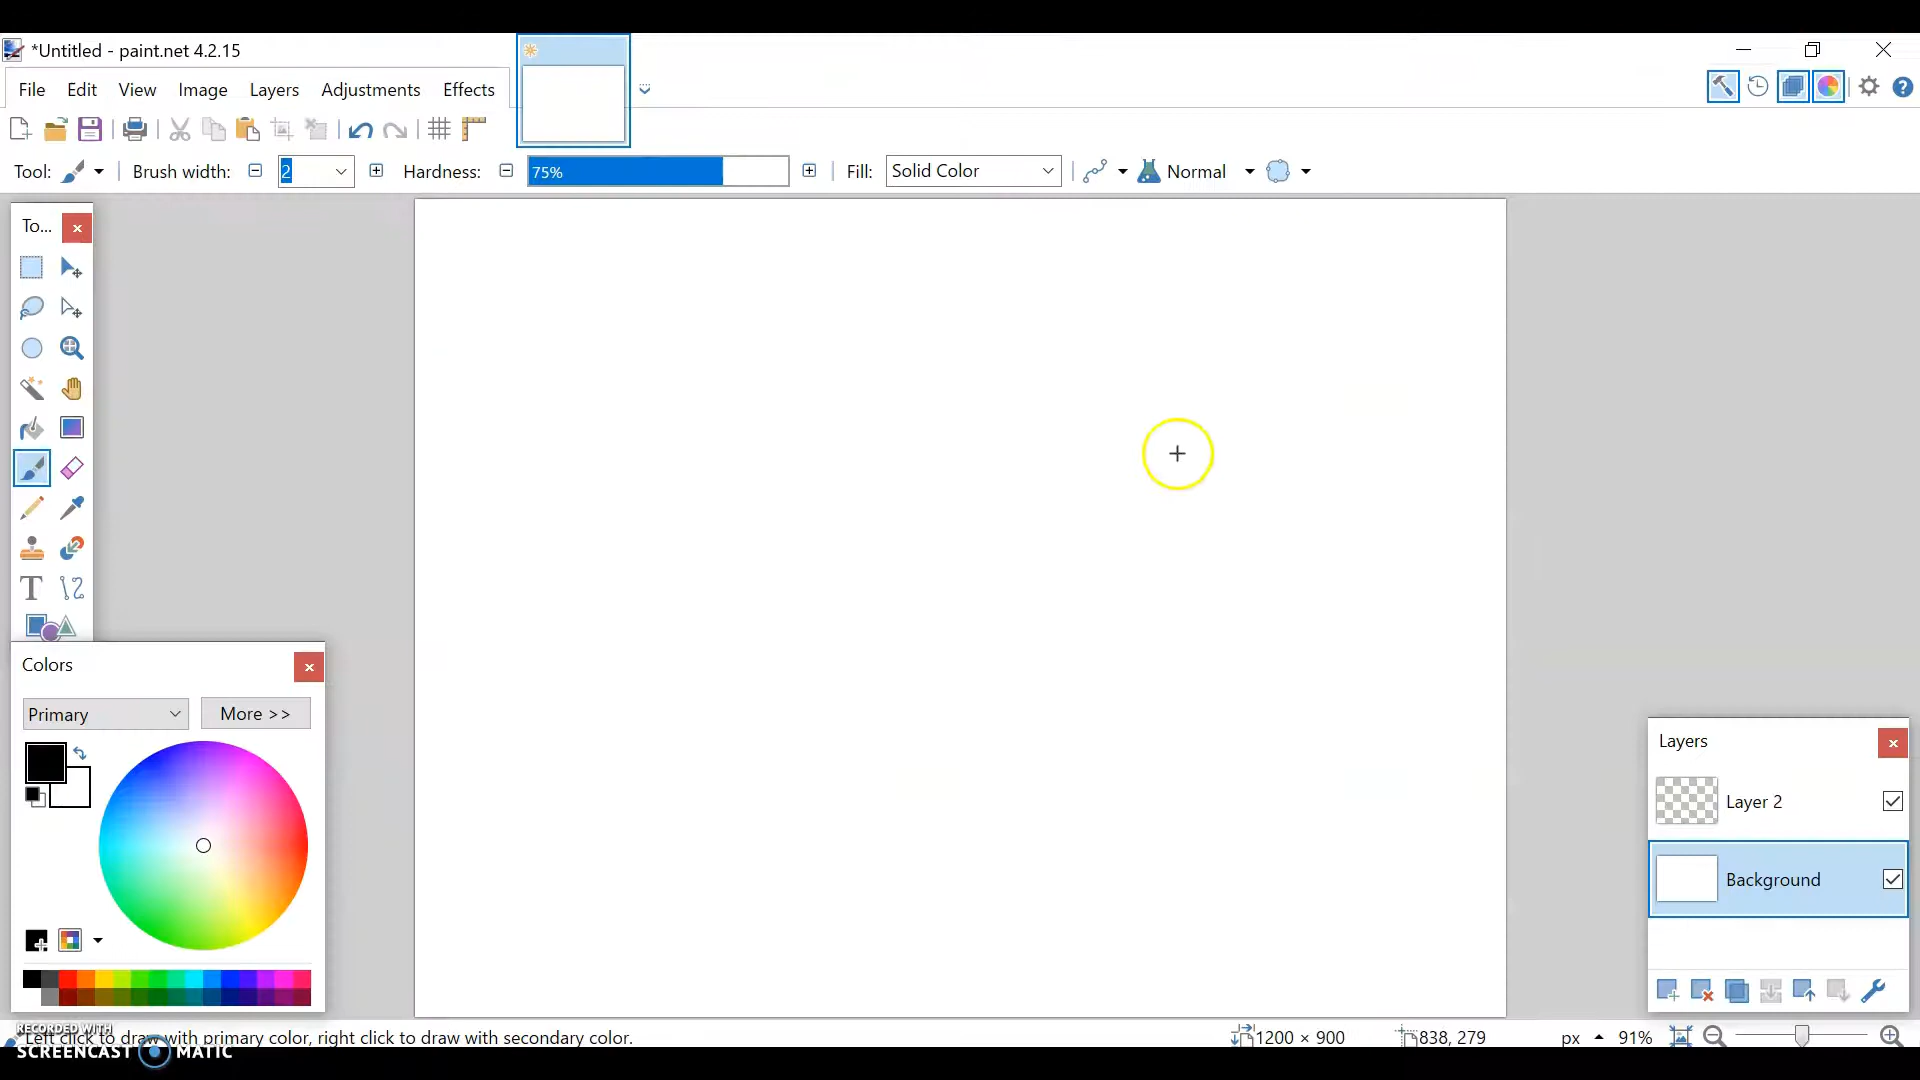 *Untitled - paint.net 4.2.15
File Edit View Image Layers Adjustments Effects
Tool: Brush width: 2 Hardness: 75% Fill: Solid Color Normal
To...
Colors
Primary More >>
Layers
Layer 2
Background
Left click to draw with primary color, right click to draw with secondary color. 1200 × 900 838, 279 px 91%
RECORDED WITH
SCREENCAST MATIC